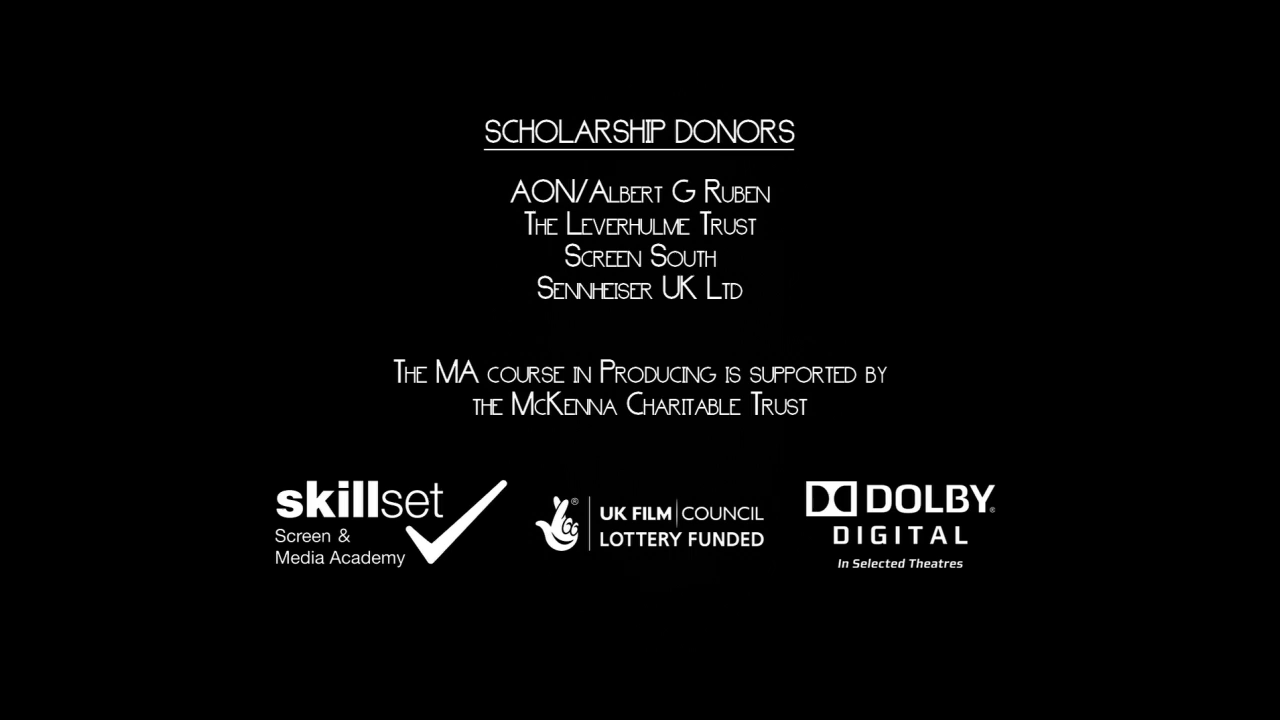 SCHOLARSHIP DONORS
AON/Albert G Ruben
The Leverhulme Trust
Screen South
Sennheiser UK Ltd
The MA course in Producing is supported by
the McKenna Charitable Trust
skillset
Screen &
Media Academy
UK FILM COUNCIL
LOTTERY FUNDED
DOLBY
DIGITAL
In Selected Theatres